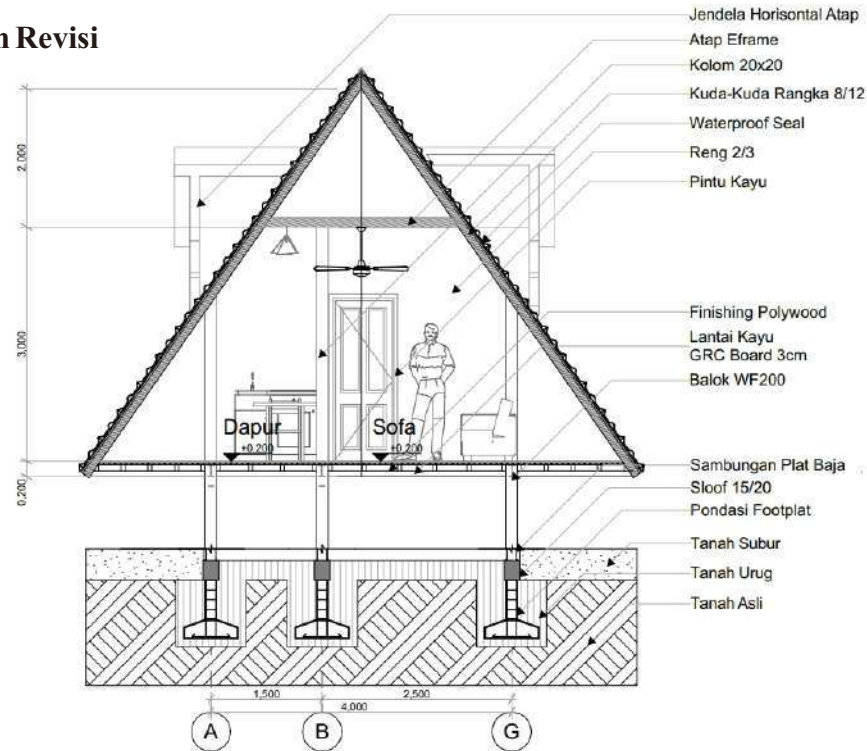 n Revisi
Jendela Horisontal Atap
Atap Eframe
Kolom 20x20
Kuda-Kuda Rangka 8/12
Waterproof Seal
Reng 2/3
Pintu Kayu
Finishing Polywood
Lantai Kayu
GRC Board 3cm
Balok WF200
Sambungan Plat Baja
Sloof 15/20
Pondasi Footplat
Tanah Subur
Tanah Urug
Tanah Asli
2,000
3,000
0,200
Dapur
+0.200
Sofa
+0.200
1,500
2,500
4,000
A
B
G